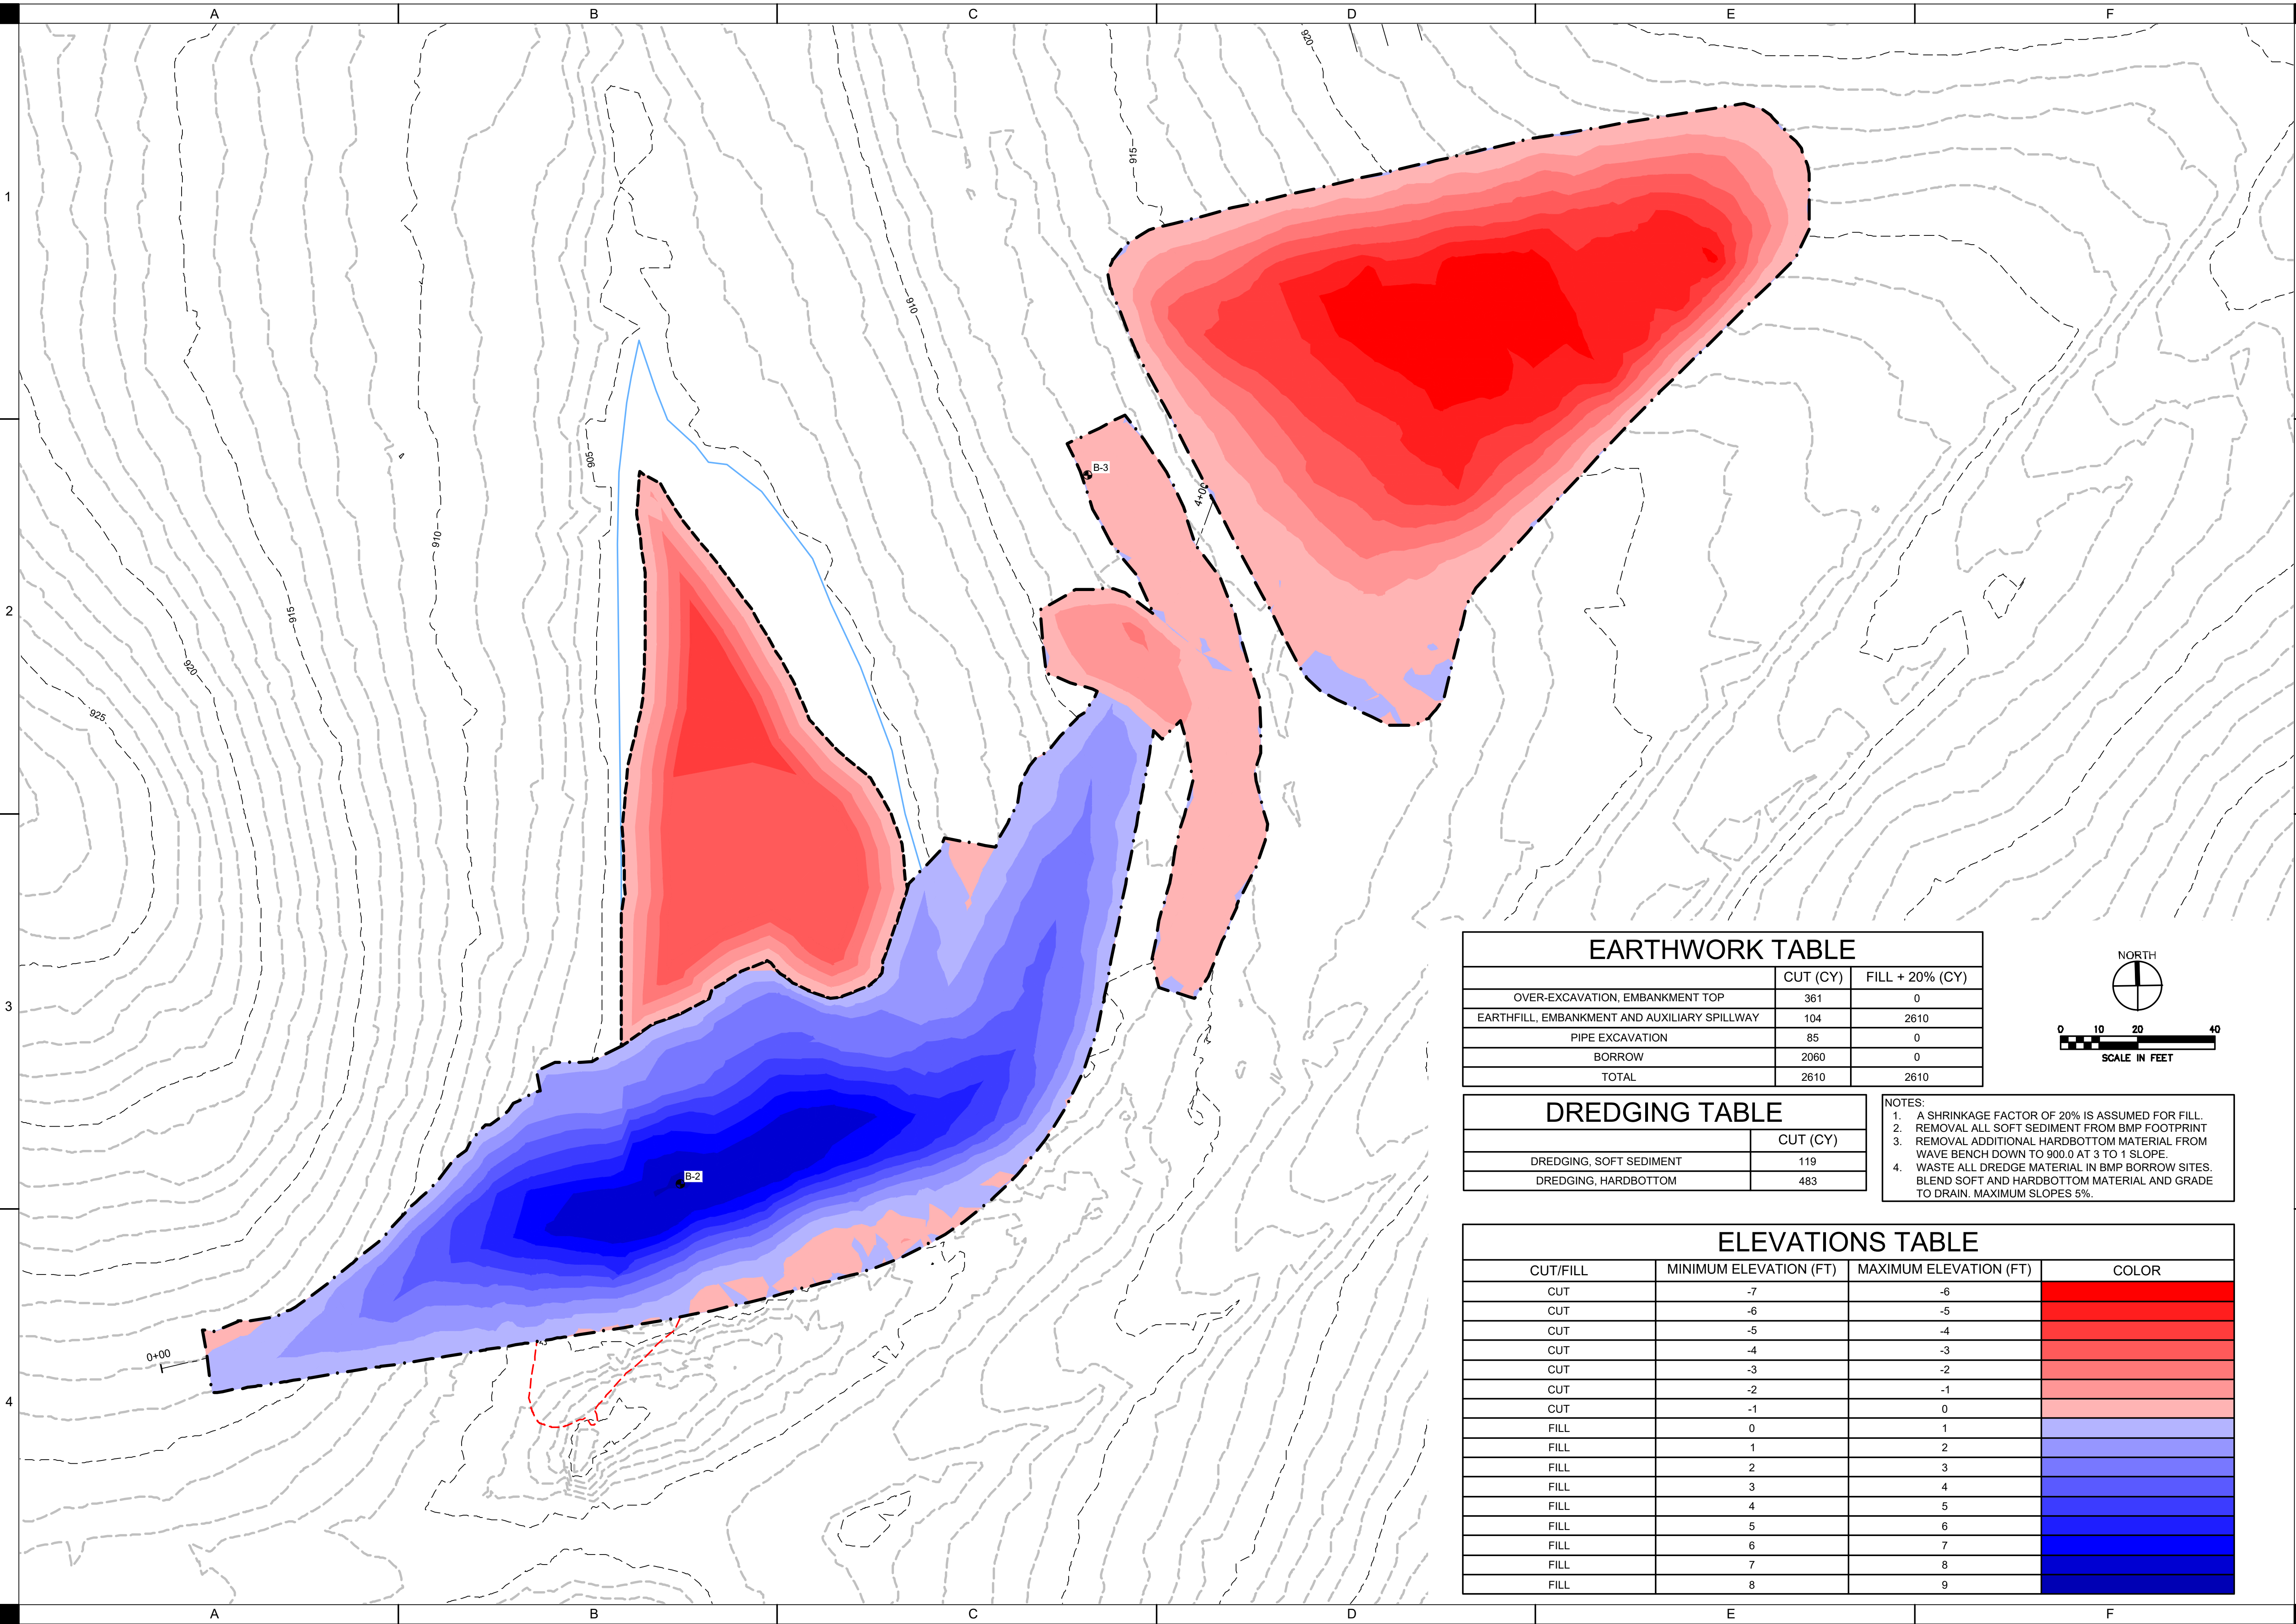 A B C D E F
920
915
1
910
B-3
905
4+00
4
910
2
915
920
925
EARTHWORK TABLE
CUT (CY) FILL + 20% (CY)
OVER-EXCAVATION, EMBANKMENT TOP 361 0
EARTHFILL, EMBANKMENT AND AUXILIARY SPILLWAY 104 2610
PIPE EXCAVATION 85 0
BORROW 2060 0
TOTAL 2610 2610
NORTH
0 10 20 40
SCALE IN FEET
3
DREDGING TABLE
CUT (CY)
DREDGING, SOFT SEDIMENT 119
DREDGING, HARDBOTTOM 483
NOTES:
1. A SHRINKAGE FACTOR OF 20% IS ASSUMED FOR FILL.
2. REMOVAL ALL SOFT SEDIMENT FROM BMP FOOTPRINT
3. REMOVAL ADDITIONAL HARDBOTTOM MATERIAL FROM
WAVE BENCH DOWN TO 900.0 AT 3 TO 1 SLOPE.
4. WASTE ALL DREDGE MATERIAL IN BMP BORROW SITES.
BLEND SOFT AND HARDBOTTOM MATERIAL AND GRADE
TO DRAIN. MAXIMUM SLOPES 5%.
B-2
0+00
4
ELEVATIONS TABLE
CUT/FILL MINIMUM ELEVATION (FT) MAXIMUM ELEVATION (FT) COLOR
CUT -7 -6
CUT -6 -5
CUT -5 -4
CUT -4 -3
CUT -3 -2
CUT -2 -1
CUT -1 0
FILL 0 1
FILL 1 2
FILL 2 3
FILL 3 4
FILL 4 5
FILL 5 6
FILL 6 7
FILL 7 8
FILL 8 9
A B C D E F